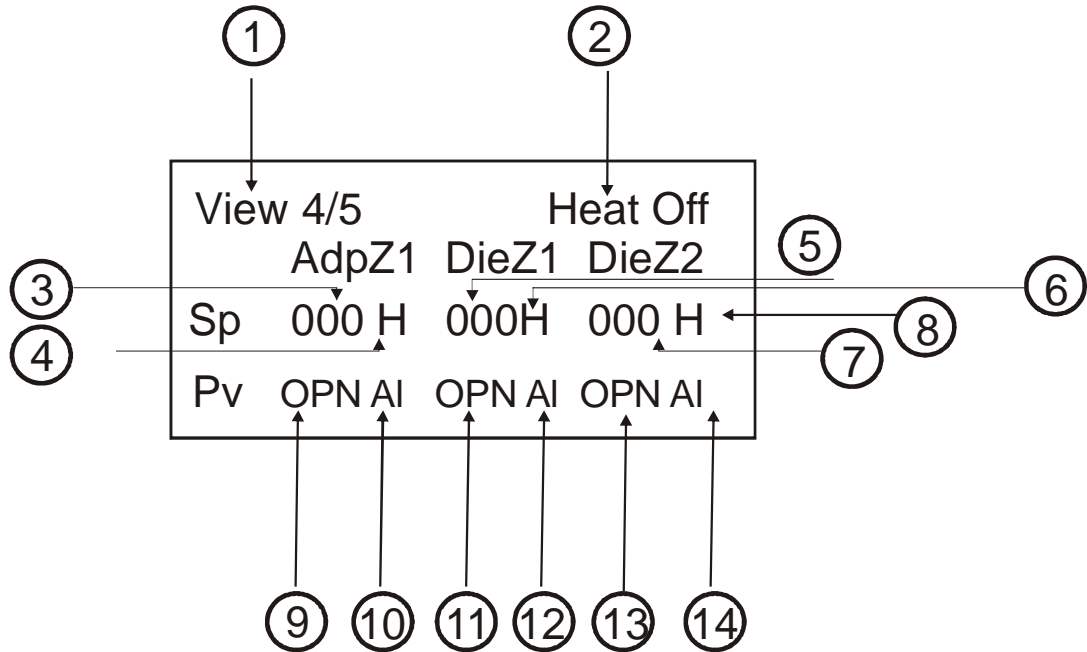 1 2
View 4/5 Heat Off
AdpZ1 DieZ1 DieZ2
5
3 6
Sp 000 H 000H 000 H
8
4 7
Pv OPN AI OPN AI OPN AI
9 10 11 12 13 14